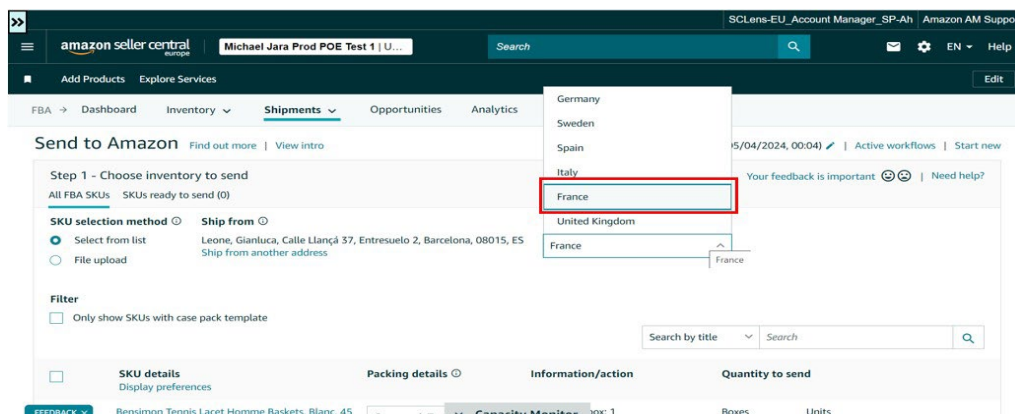 SCLens-EU_Account Manager_SP-Ah Amazon AM Suppo
amazon seller central europe Michael Jara Prod POE Test 1 | U... Search EN Help
Add Products Explore Services Edit
FBA → Dashboard Inventory Shipments Opportunities Analytics
Germany
Sweden
Spain
Italy
France
United Kingdom
France
France
Send to Amazon Find out more | View intro
05/04/2024, 00:04) | Active workflows | Start new
Step 1 - Choose inventory to send
Your feedback is important | Need help?
All FBA SKUs SKUs ready to send (0)
SKU selection method Ship from
Select from list Leone, Gianluca, Calle Llançá 37, Entresuelo 2, Barcelona, 08015, ES
File upload Ship from another address
Filter
Only show SKUs with case pack template
Search by title Search
SKU details Packing details Information/action Quantity to send
Display preferences
FEEDBACK X Bensimon Tennis Lacet Homme Baskets, Blanc, 45 Capacity Monitor box: 1 Boxes Units